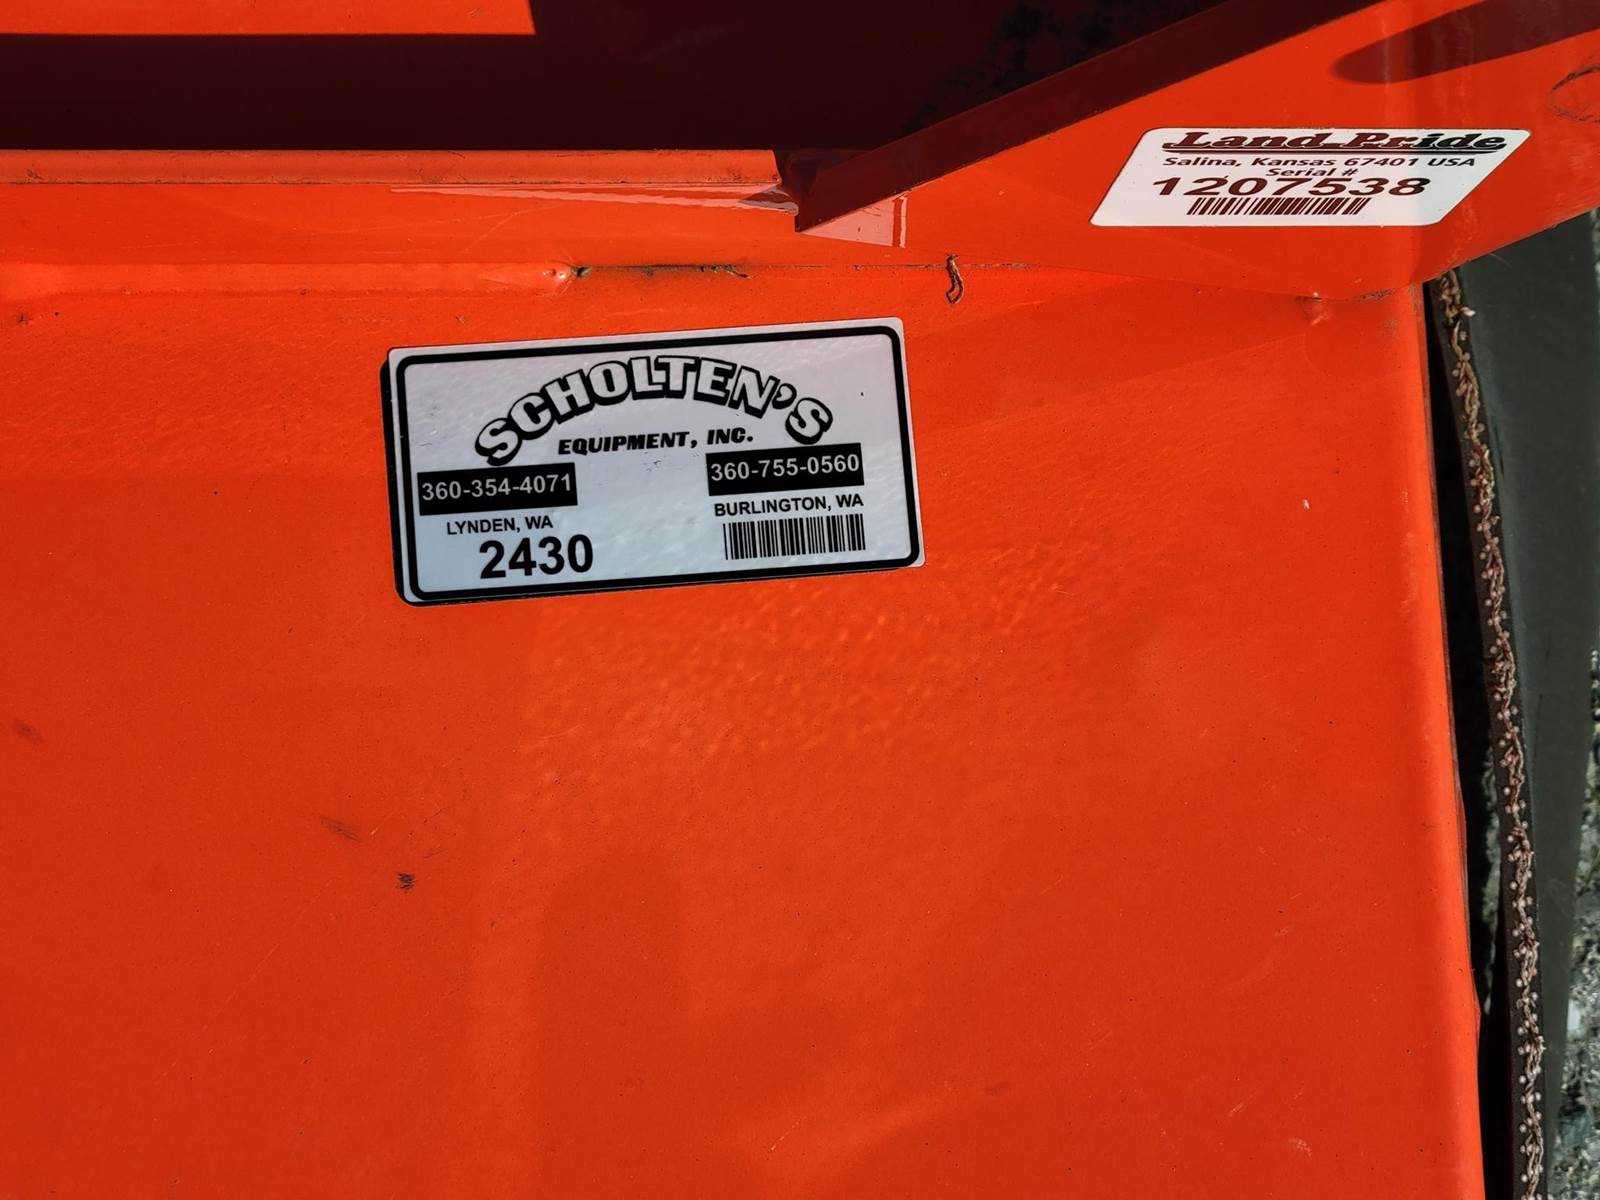 Land Pride
Salina, Kansas 67401 USA
Serial #
1207538
SCHOLTEN'S
EQUIPMENT, INC.
360-354-4071
LYNDEN, WA
2430
360-755-0560
BURLINGTON, WA